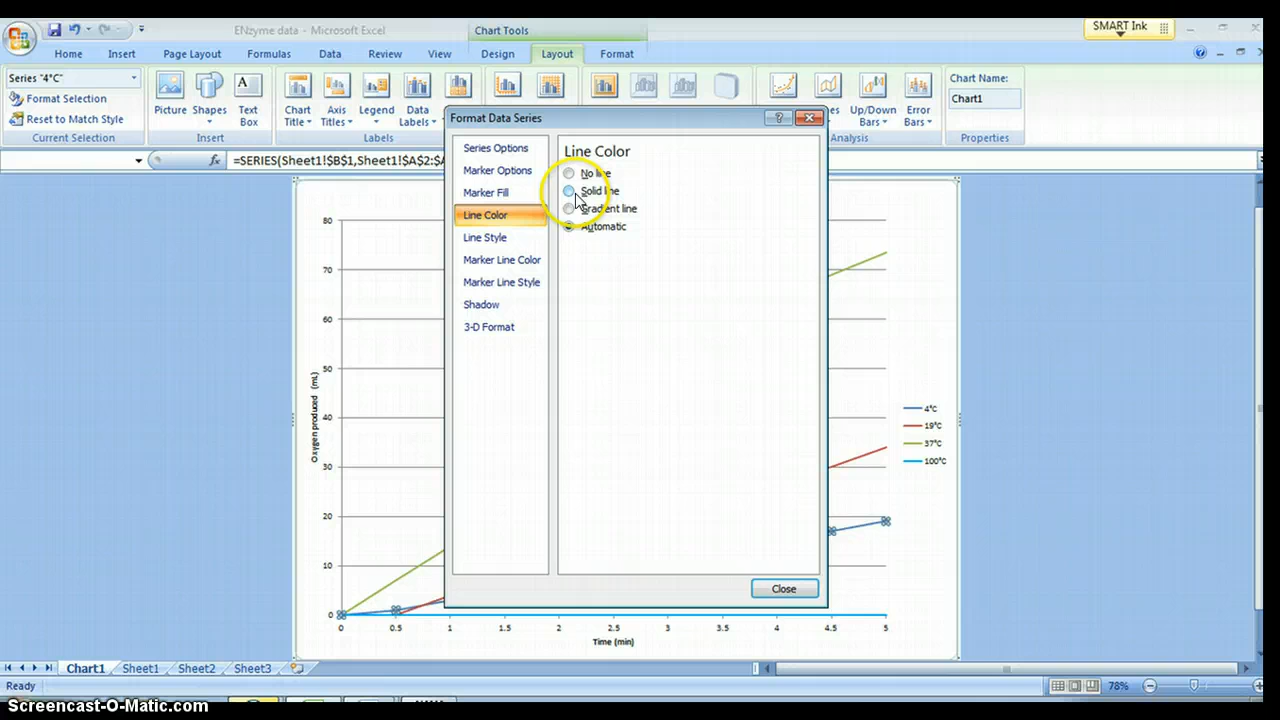 ENzyme data - Microsoft Excel
Chart Tools
SMART Ink
Home Insert Page Layout Formulas Data Review View Design Layout Format
Series "4°C"
Format Selection
Reset to Match Style
Current Selection
Picture Shapes Text Box
Insert
Chart Title Axis Titles Legend Data Labels
Labels
Up/Down Bars Error Bars
Analysis
Chart Name:
Chart1
Properties
=SERIES(Sheet1!$B$1,Sheet1!$A$2:$A
Format Data Series
Series Options
Marker Options
Marker Fill
Line Color
Line Style
Marker Line Color
Marker Line Style
Shadow
3-D Format
Line Color
No line
Solid line
Gradient line
Automatic
Close
80
70
60
50
40
30
20
10
0
Oxygen produced (mL)
0 0.5 1 1.5 2 2.5 3 3.5 4 4.5 5
Time (min)
4°C
19°C
37°C
100°C
Chart1 Sheet1 Sheet2 Sheet3
Ready
78%
Screencast-O-Matic.com